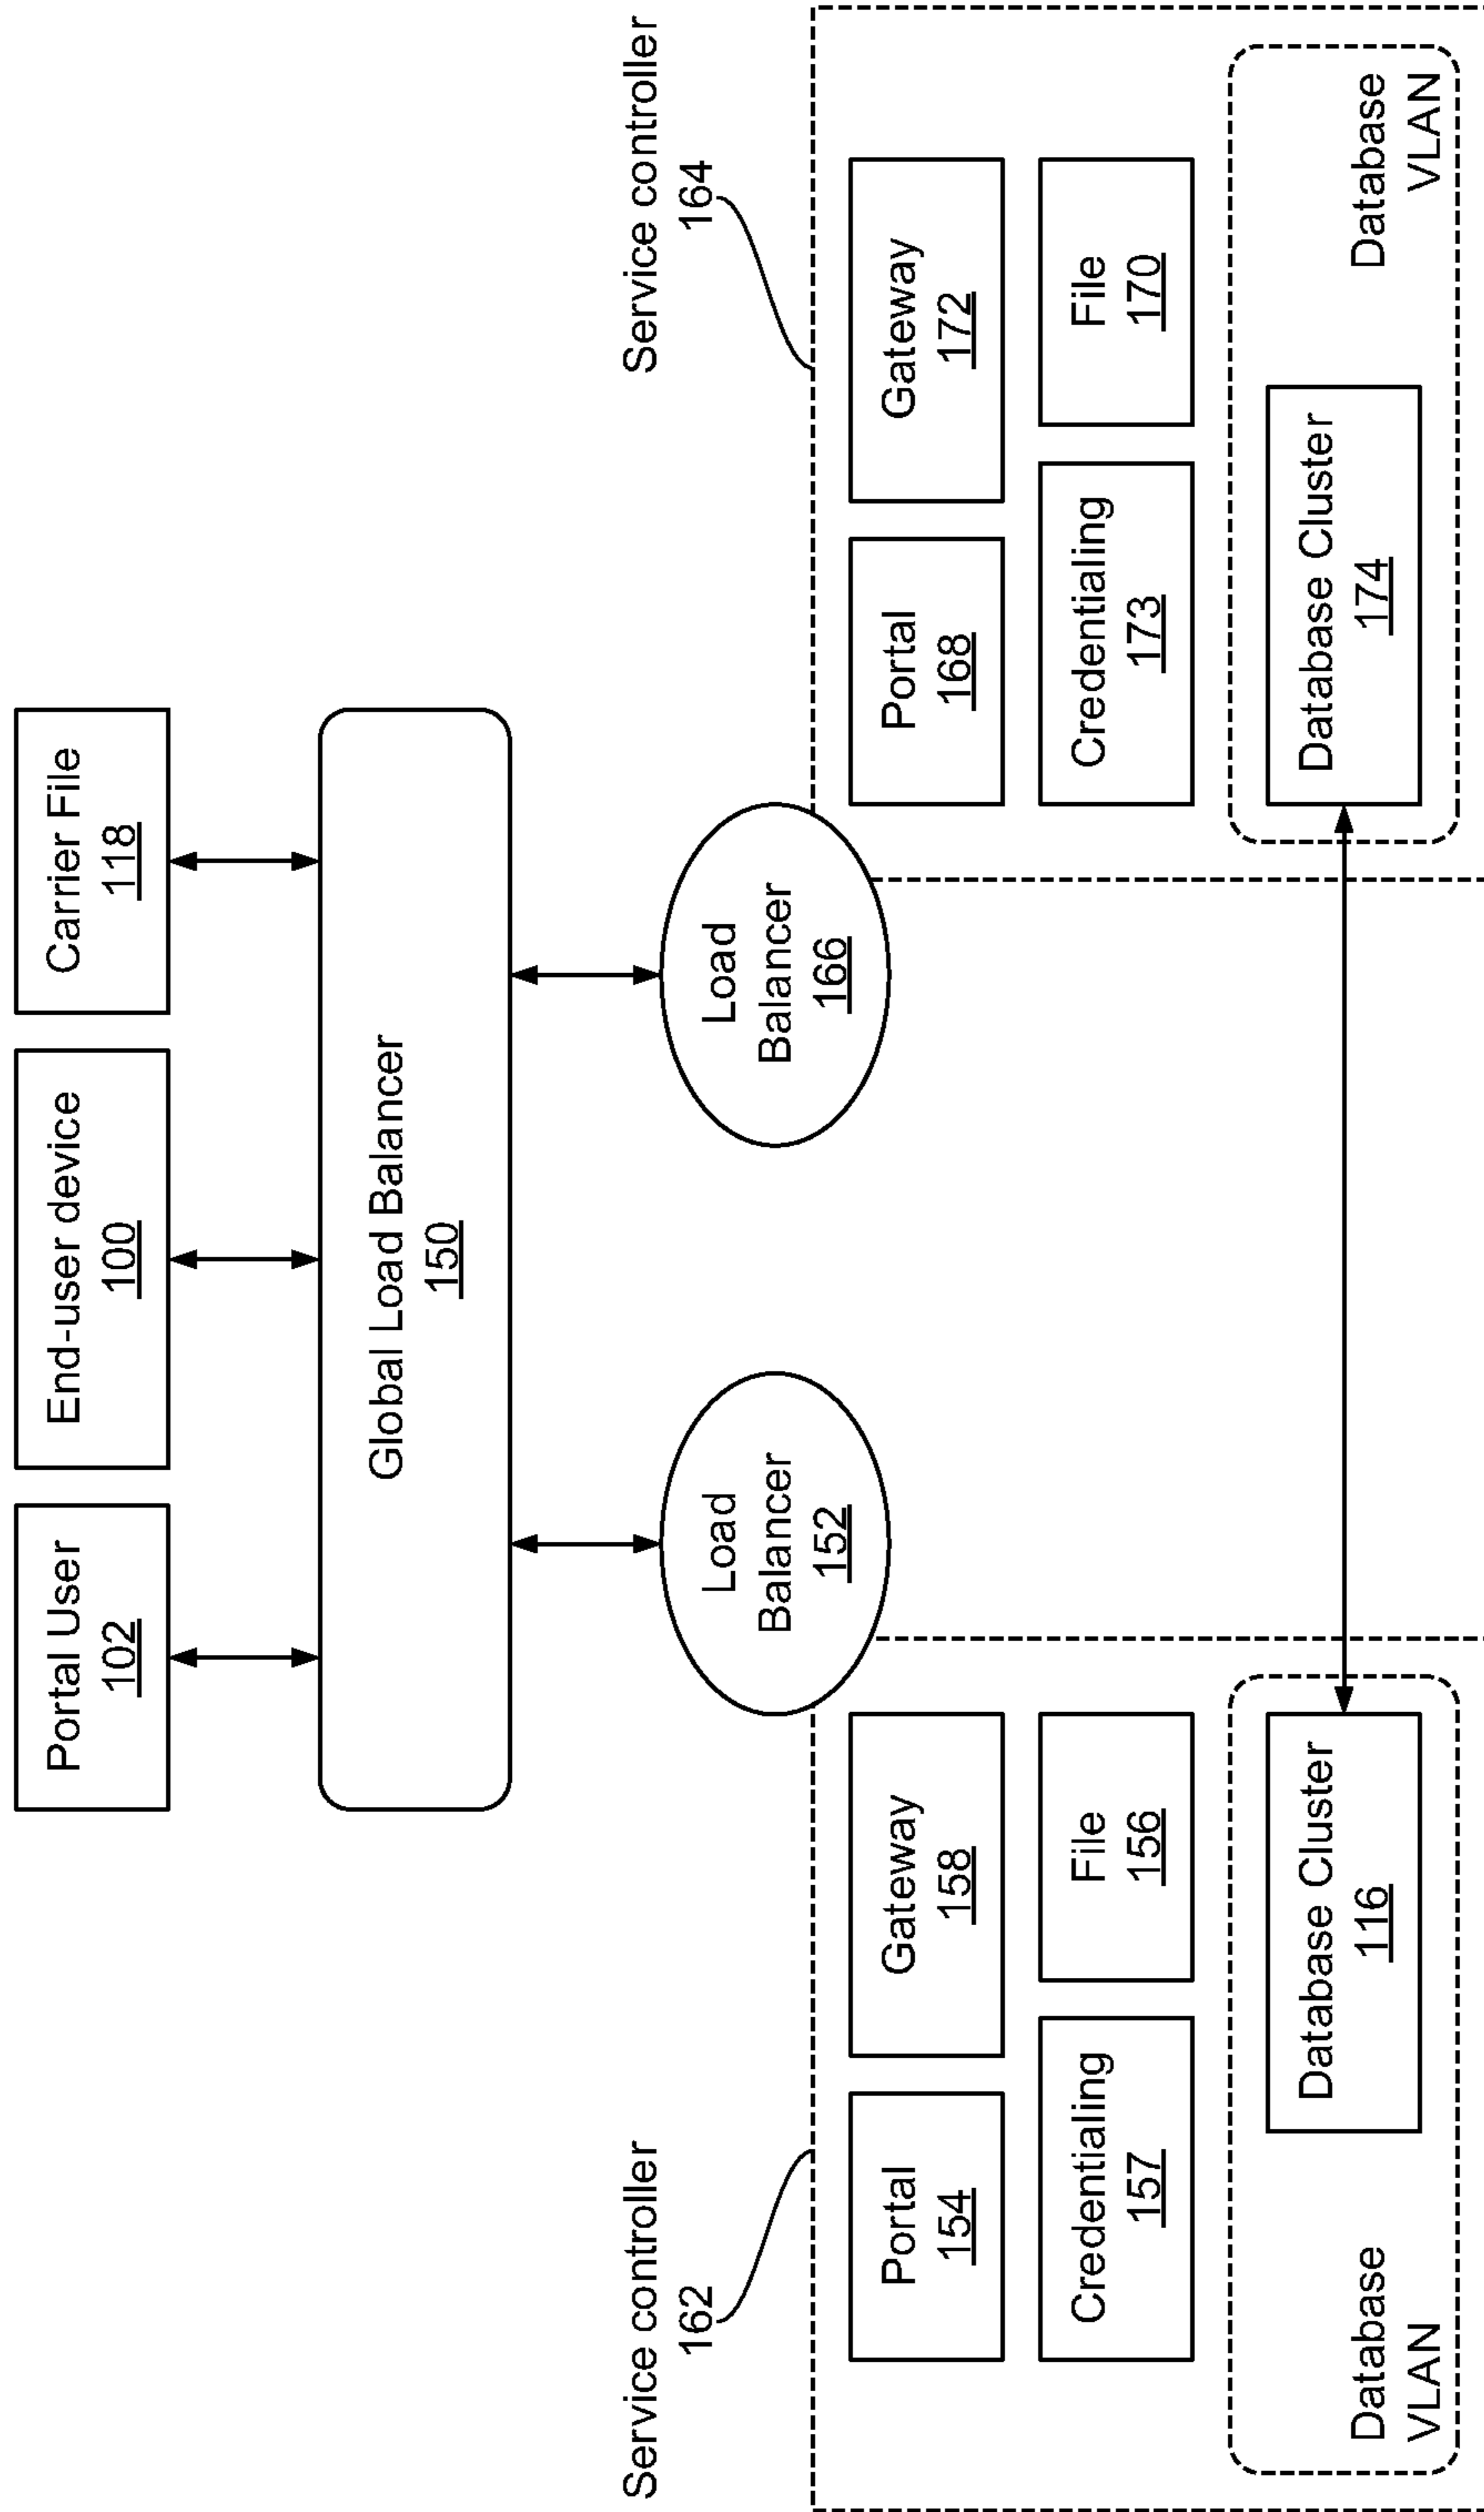 Portal User
102
End-user device
100
Carrier File
118
Global Load Balancer
150
Load
Balancer
152
Load
Balancer
166
Service controller
162
Portal
154
Gateway
158
Credentialing
157
File
156
Database Cluster
116
Database
VLAN
Service controller
164
Portal
168
Gateway
172
Credentialing
173
File
170
Database Cluster
174
Database
VLAN